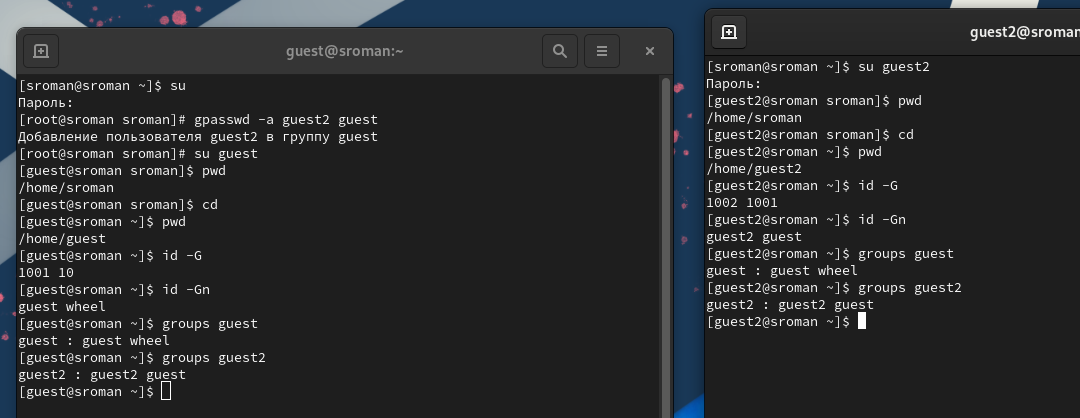 guest@sroman:~
[sroman@sroman ~]$ su
Пароль:
[root@sroman sroman]# gpasswd -a guest2 guest
Добавление пользователя guest2 в группу guest
[root@sroman sroman]# su guest
[guest@sroman sroman]$ pwd
/home/sroman
[guest@sroman sroman]$ cd
[guest@sroman ~]$ pwd
/home/guest
[guest@sroman ~]$ id -G
1001 10
[guest@sroman ~]$ id -Gn
guest wheel
[guest@sroman ~]$ groups guest
guest : guest wheel
[guest@sroman ~]$ groups guest2
guest2 : guest2 guest
[guest@sroman ~]$
guest2@sroman
[sroman@sroman ~]$ su guest2
Пароль:
[guest2@sroman sroman]$ pwd
/home/sroman
[guest2@sroman sroman]$ cd
[guest2@sroman ~]$ pwd
/home/guest2
[guest2@sroman ~]$ id -G
1002 1001
[guest2@sroman ~]$ id -Gn
guest2 guest
[guest2@sroman ~]$ groups guest
guest : guest wheel
[guest2@sroman ~]$ groups guest2
guest2 : guest2 guest
[guest2@sroman ~]$